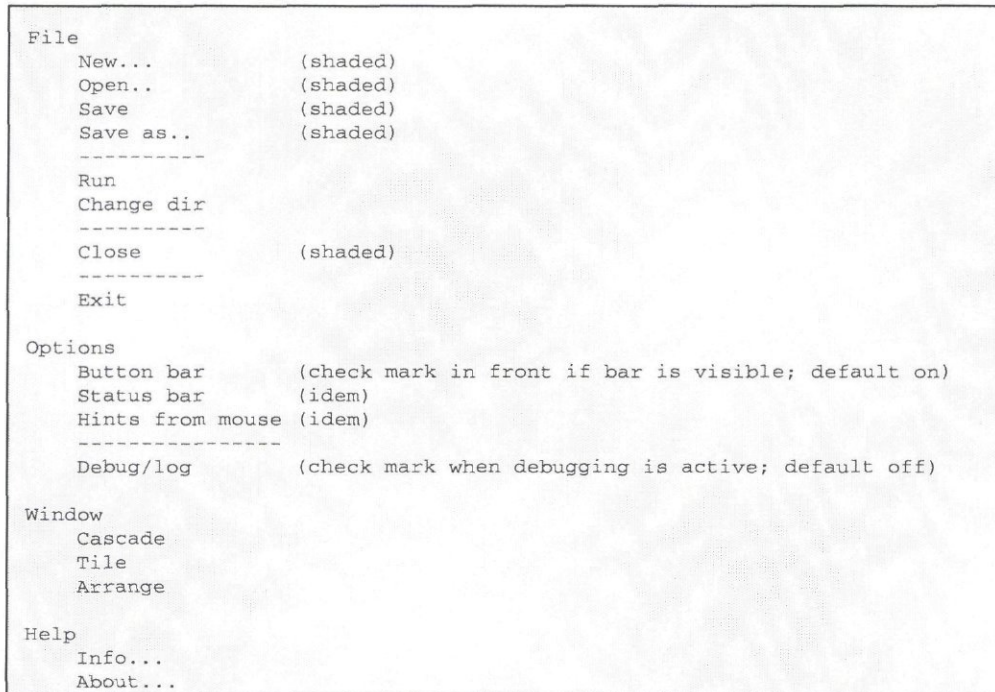 File
New...          (shaded)
Open..          (shaded)
Save            (shaded)
Save as..       (shaded)
----------
Run
Change dir
----------
Close           (shaded)
----------
Exit
Options
Button bar       (check mark in front if bar is visible; default on)
Status bar       (idem)
Hints from mouse (idem)
----------------
Debug/log        (check mark when debugging is active; default off)
Window
Cascade
Tile
Arrange
Help
Info...
About...